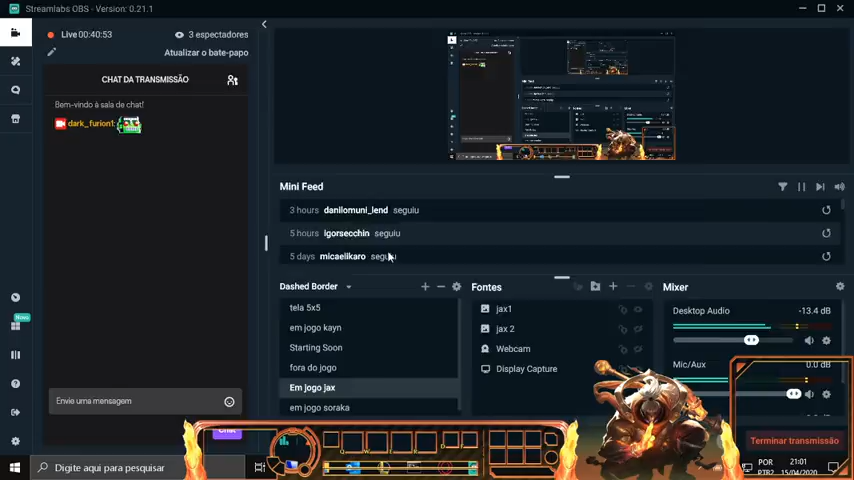 Streamlabs OBS - Version: 0.21.1
Live 00:40:53
3 espectadores
Atualizar o bate-papo
CHAT DA TRANSMISSÃO
Bem-vindo à sala de chat!
dark_furion1:
Mini Feed
3 hours danilomuni_lend seguiu
5 hours igorsecchin seguiu
5 days micaelikaro seguiu
Dashed Border
tela 5x5
em jogo kayn
Starting Soon
fora do jogo
Em jogo jax
em jogo soraka
Fontes
jax1
jax 2
Webcam
Display Capture
Mixer
Desktop Audio -13.4 dB
Mic/Aux 0.0 dB
Novo
Envie uma mensagem
Chat
Terminar transmissão
Digite aqui para pesquisar
POR
PTB2
21:01
15/04/2020